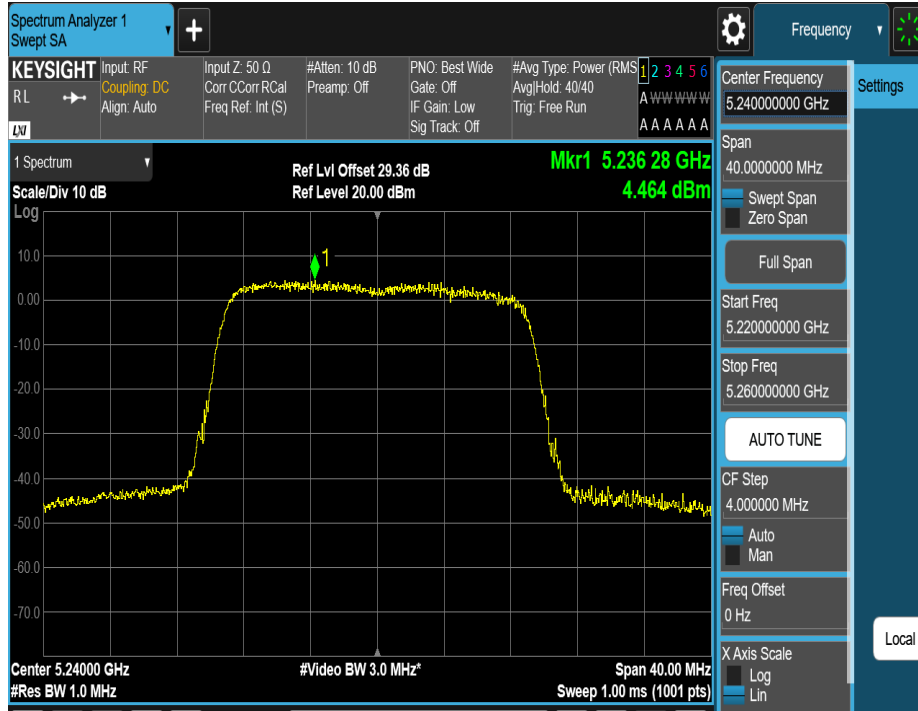 Spectrum Analyzer 1
Swept SA
+
Frequency
KEYSIGHT
R L
LXI
Input: RF
Coupling: DC
Align: Auto
Input Z: 50 Ω
Corr CCorr RCal
Freq Ref: Int (S)
#Atten: 10 dB
Preamp: Off
PNO: Best Wide
Gate: Off
IF Gain: Low
Sig Track: Off
#Avg Type: Power (RMS
Avg|Hold: 40/40
Trig: Free Run
1 2 3 4 5 6
A W W W W W
A A A A A A
1 Spectrum
Scale/Div 10 dB
Log
Ref Lvl Offset 29.36 dB
Ref Level 20.00 dBm
Mkr1 5.236 28 GHz
4.464 dBm
1
10.0
0.00
-10.0
-20.0
-30.0
-40.0
-50.0
-60.0
-70.0
Center 5.24000 GHz
#Res BW 1.0 MHz
#Video BW 3.0 MHz*
Span 40.00 MHz
Sweep 1.00 ms (1001 pts)
Center Frequency
5.240000000 GHz
Span
40.0000000 MHz
Swept Span
Zero Span
Full Span
Start Freq
5.220000000 GHz
Stop Freq
5.260000000 GHz
AUTO TUNE
CF Step
4.000000 MHz
Auto
Man
Freq Offset
0 Hz
X Axis Scale
Log
Lin
Settings
Local